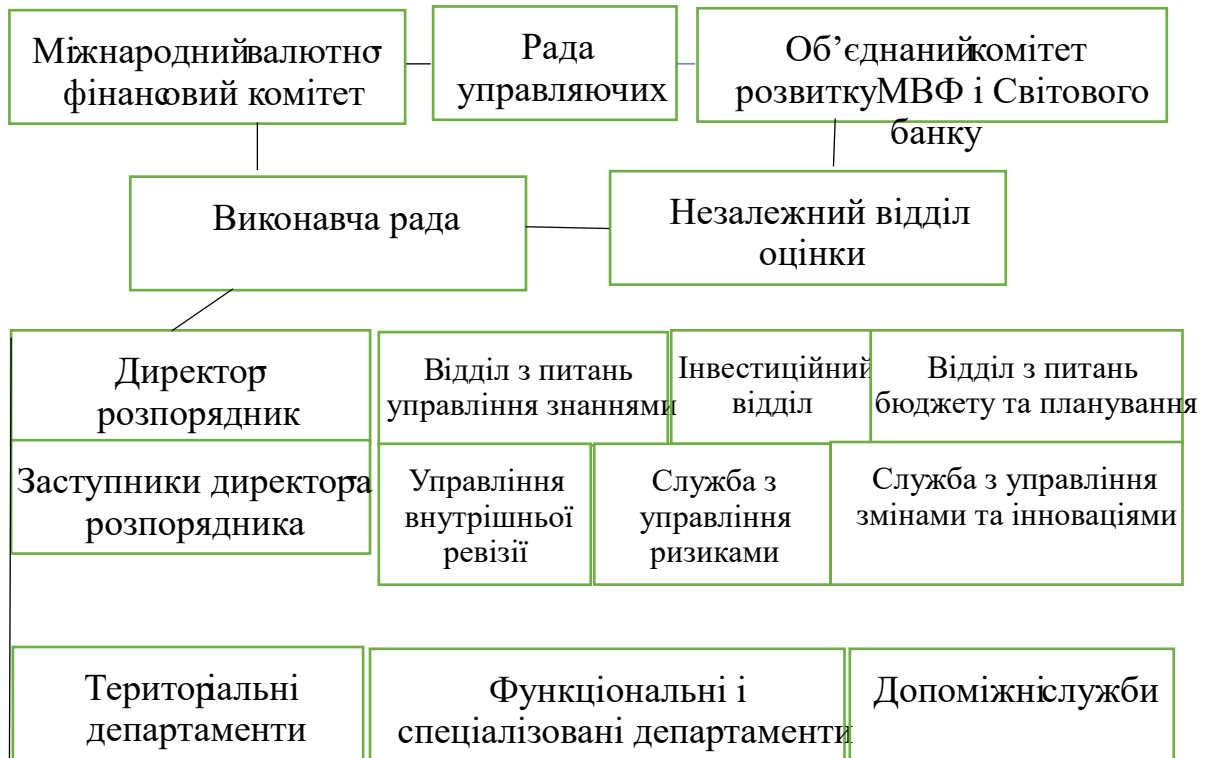 Міжнародний валютно-
фінансовий комітет
Рада
управляючих
Об’єднаний комітет
розвитку МВФ і Світового
банку
Виконавча рада
Незалежний відділ
оцінки
Директор-
розпорядник
Відділ з питань
управління знаннями
Інвестиційний
відділ
Відділ з питань
бюджету та планування
Заступники директора-
розпорядника
Управління
внутрішньої
ревізії
Служба з
управління
ризиками
Служба з управління
змінами та інноваціями
Територіальні
департаменти
Функціональні і
спеціалізовані департаменти
Допоміжні служби